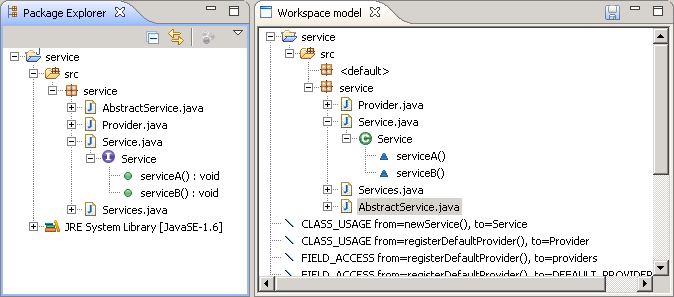 Package Explorer
service
src
service
AbstractService.java
Provider.java
Service.java
Service
serviceA() : void
serviceB() : void
Services.java
JRE System Library [JavaSE-1.6]
Workspace model
service
src
<default>
service
Provider.java
Service.java
Service
serviceA()
serviceB()
Services.java
AbstractService.java
CLASS_USAGE from=newService(), to=Service
CLASS_USAGE from=registerDefaultProvider(), to=Provider
FIELD_ACCESS from=registerDefaultProvider(), to=providers
FIELD_ACCESS from=registerDefaultProvider(), to=DEFAULT_PROVIDER